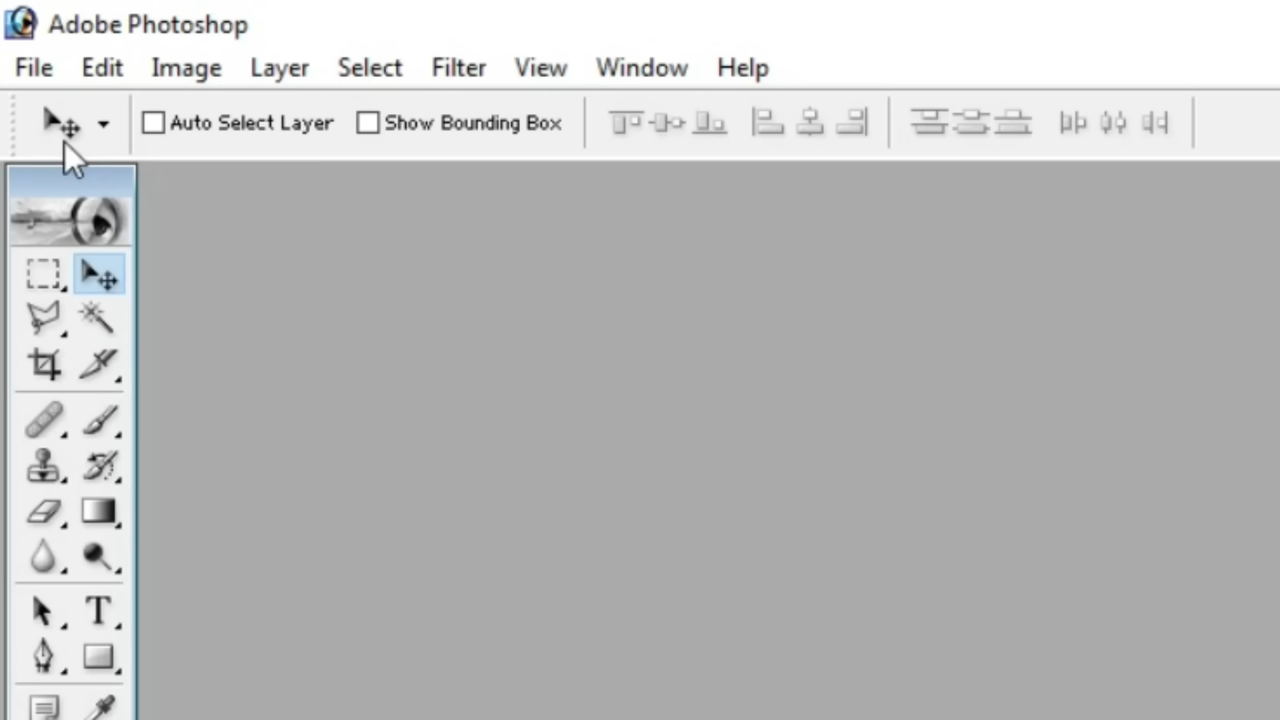 Adobe Photoshop
File Edit Image Layer Select Filter View Window Help
Auto Select Layer Show Bounding Box